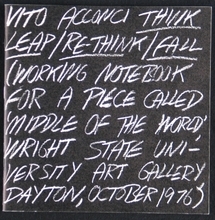 VITO ACCONCI THINK
LEAP/RE-THINK/FALL
(WORKING NOTEBOOK
FOR A PIECE CALLED
'MIDDLE OF THE WORLD'
WRIGHT STATE UNI-
VERSITY ART GALLERY
DAYTON, OCTOBER 1976)